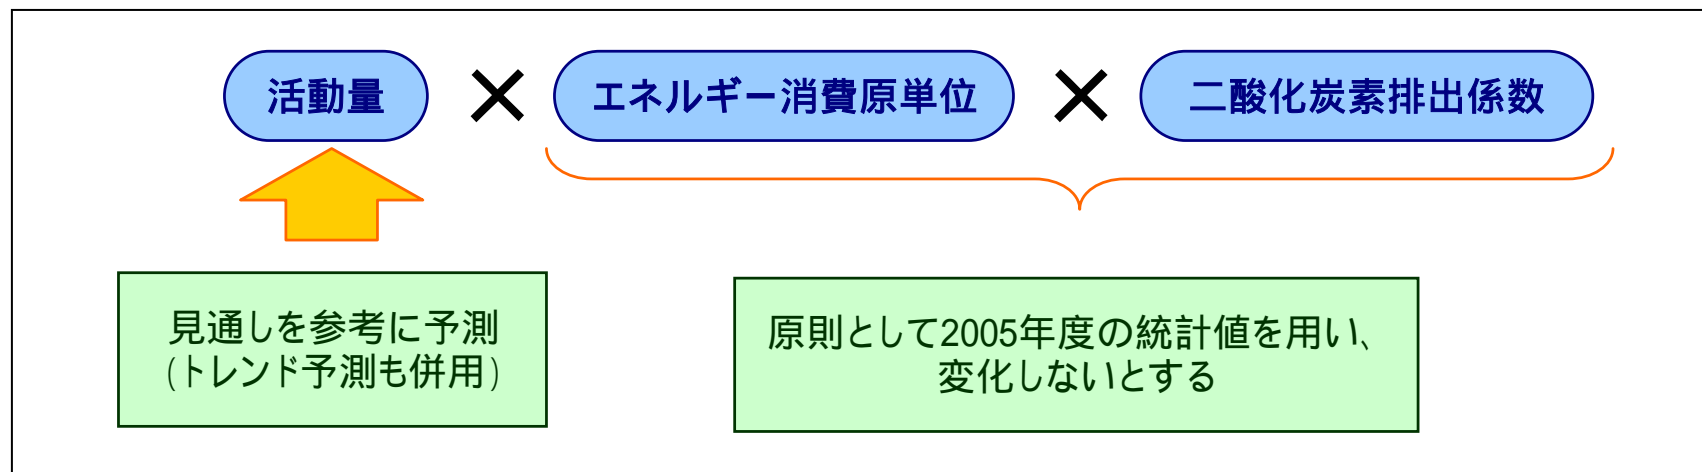 活動量 × エネルギー消費原単位 × 二酸化炭素排出係数
見通しを参考に予測
(トレンド予測も併用)
原則として2005年度の統計値を用い、
変化しないとする